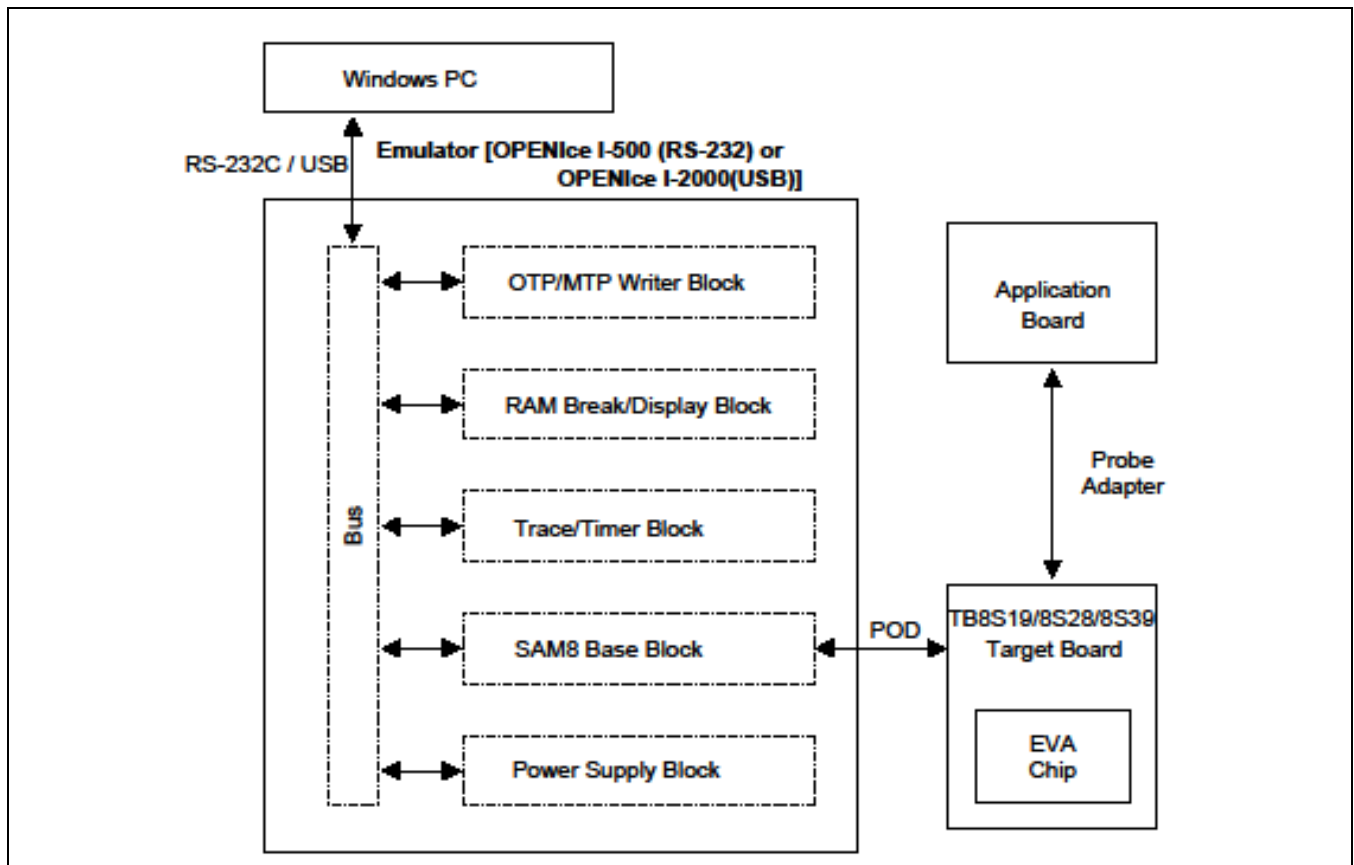 Windows PC
RS-232C / USB
Emulator [OPENIce I-500 (RS-232) or
OPENIce I-2000(USB)]
Bus
OTP/MTP Writer Block
RAM Break/Display Block
Trace/Timer Block
SAM8 Base Block
Power Supply Block
POD
Application
Board
Probe
Adapter
TB8S19/8S28/8S39
Target Board
EVA
Chip